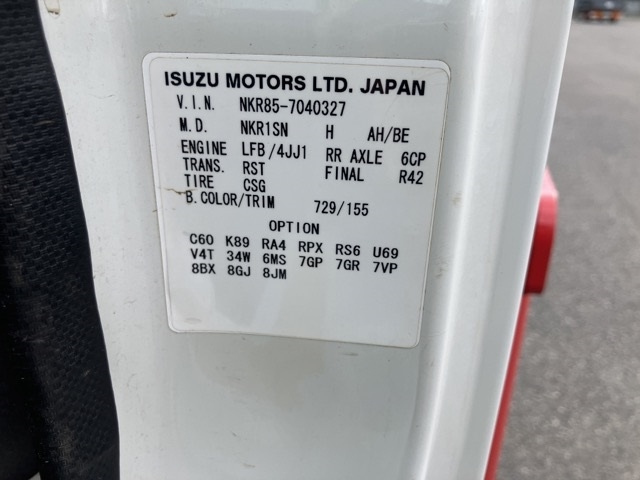 ISUZU MOTORS LTD. JAPAN
V.I.N. NKR85-7040327
M.D. NKR1SN H AH/BE
ENGINE LFB/4JJ1 RR AXLE 6CP
TRANS. RST FINAL R42
TIRE CSG
B.COLOR/TRIM 729/155
OPTION
C60 K89 RA4 RPX RS6 U69
V4T 34W 6MS 7GP 7GR 7VP
8BX 8GJ 8JM